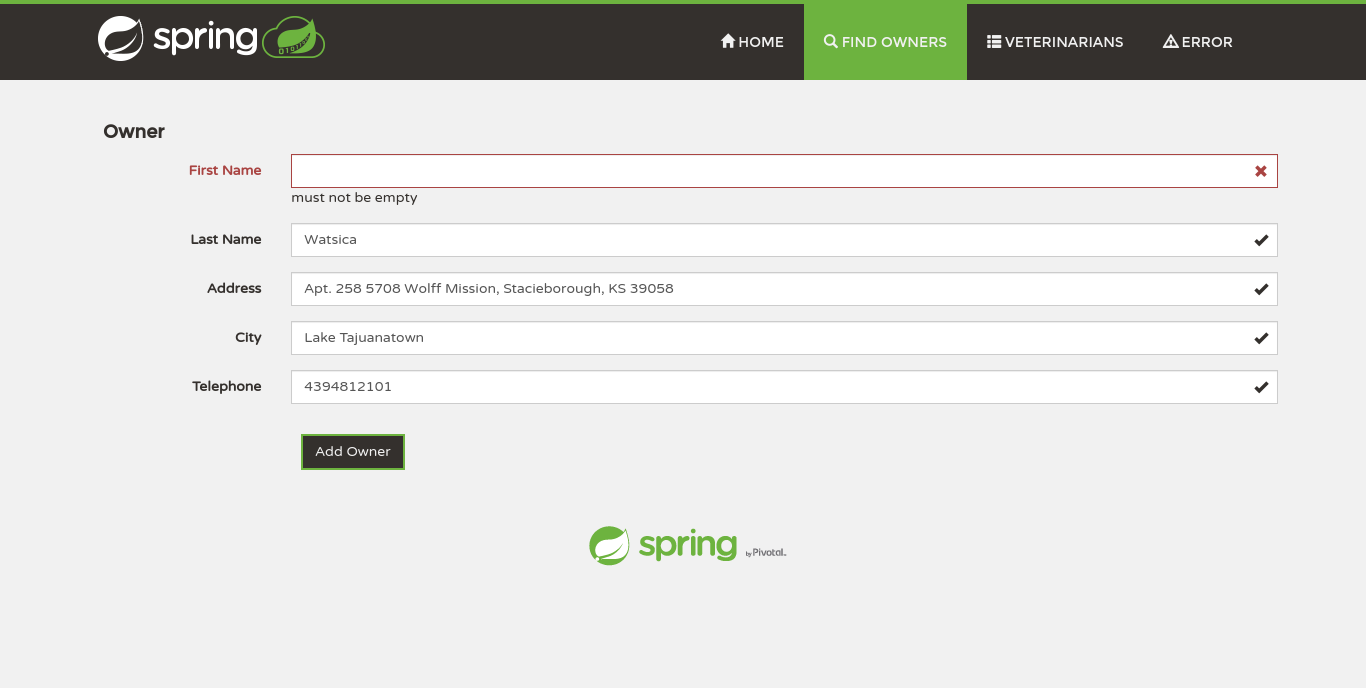 spring
HOME
FIND OWNERS
VETERINARIANS
ERROR
Owner
First Name
must not be empty
Last Name Watsica
Address Apt. 258 5708 Wolff Mission, Stacieborough, KS 39058
City Lake Tajuanatown
Telephone 4394812101
Add Owner
spring by Pivotal.